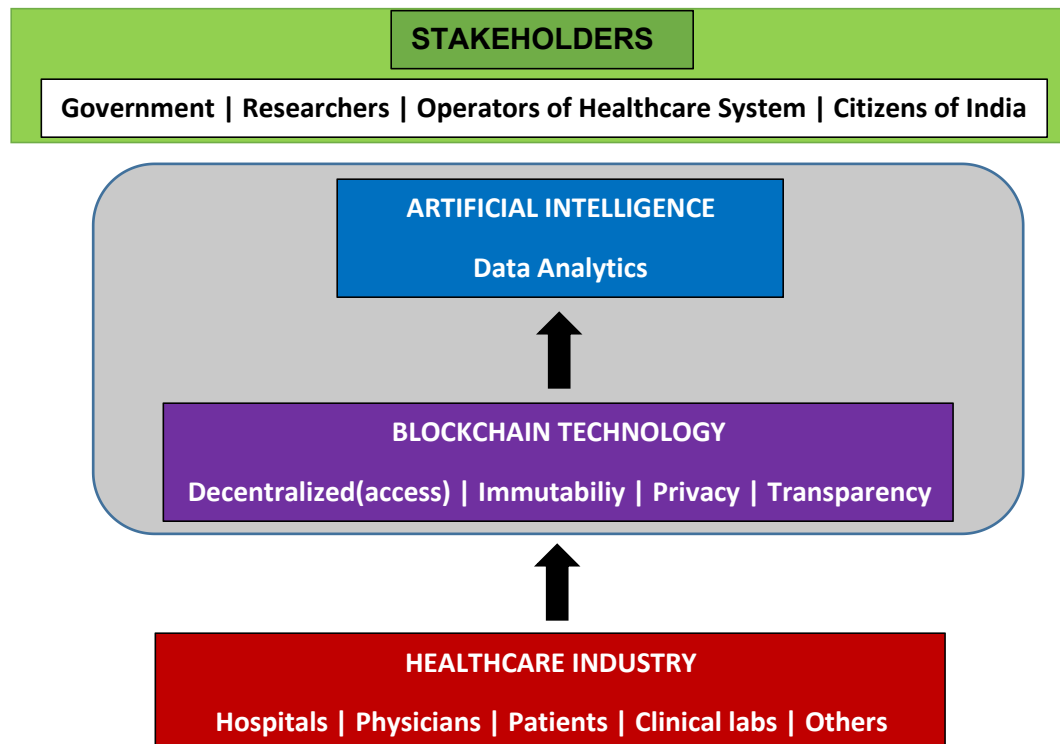 STAKEHOLDERS
Government | Researchers | Operators of Healthcare System | Citizens of India
ARTIFICIAL INTELLIGENCE
Data Analytics
BLOCKCHAIN TECHNOLOGY
Decentralized(access) | Immutabiliy | Privacy | Transparency
HEALTHCARE INDUSTRY
Hospitals | Physicians | Patients | Clinical labs | Others